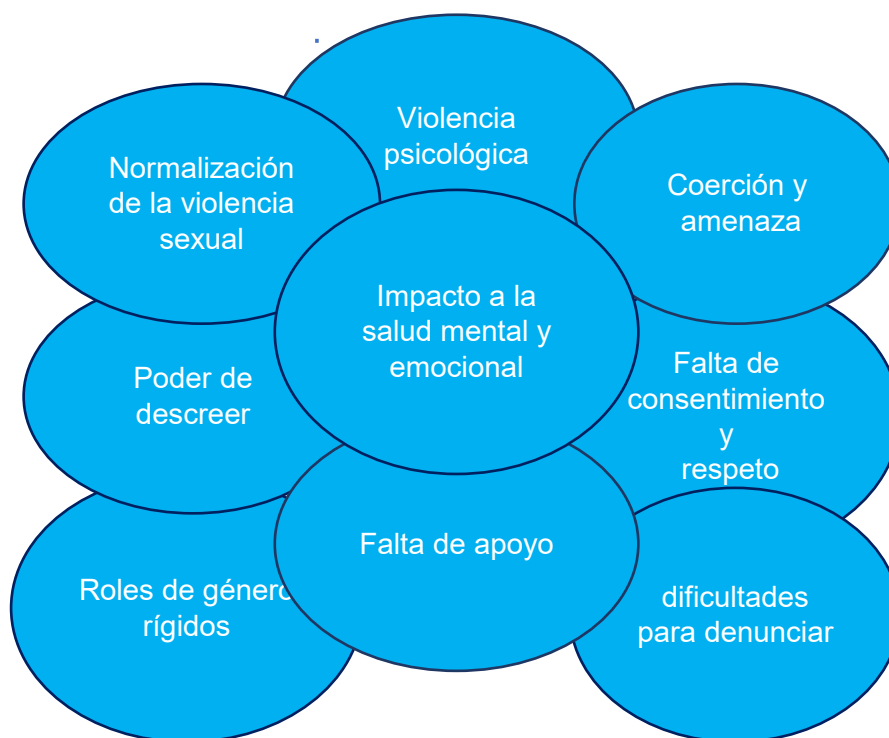 Violencia
psicológica
Normalización
de la violencia
sexual
Coerción y
amenaza
Impacto a la
salud mental y
emocional
Poder de
descreer
Falta de
consentimiento
y
respeto
Falta de apoyo
Roles de género
rígidos
dificultades
para denunciar